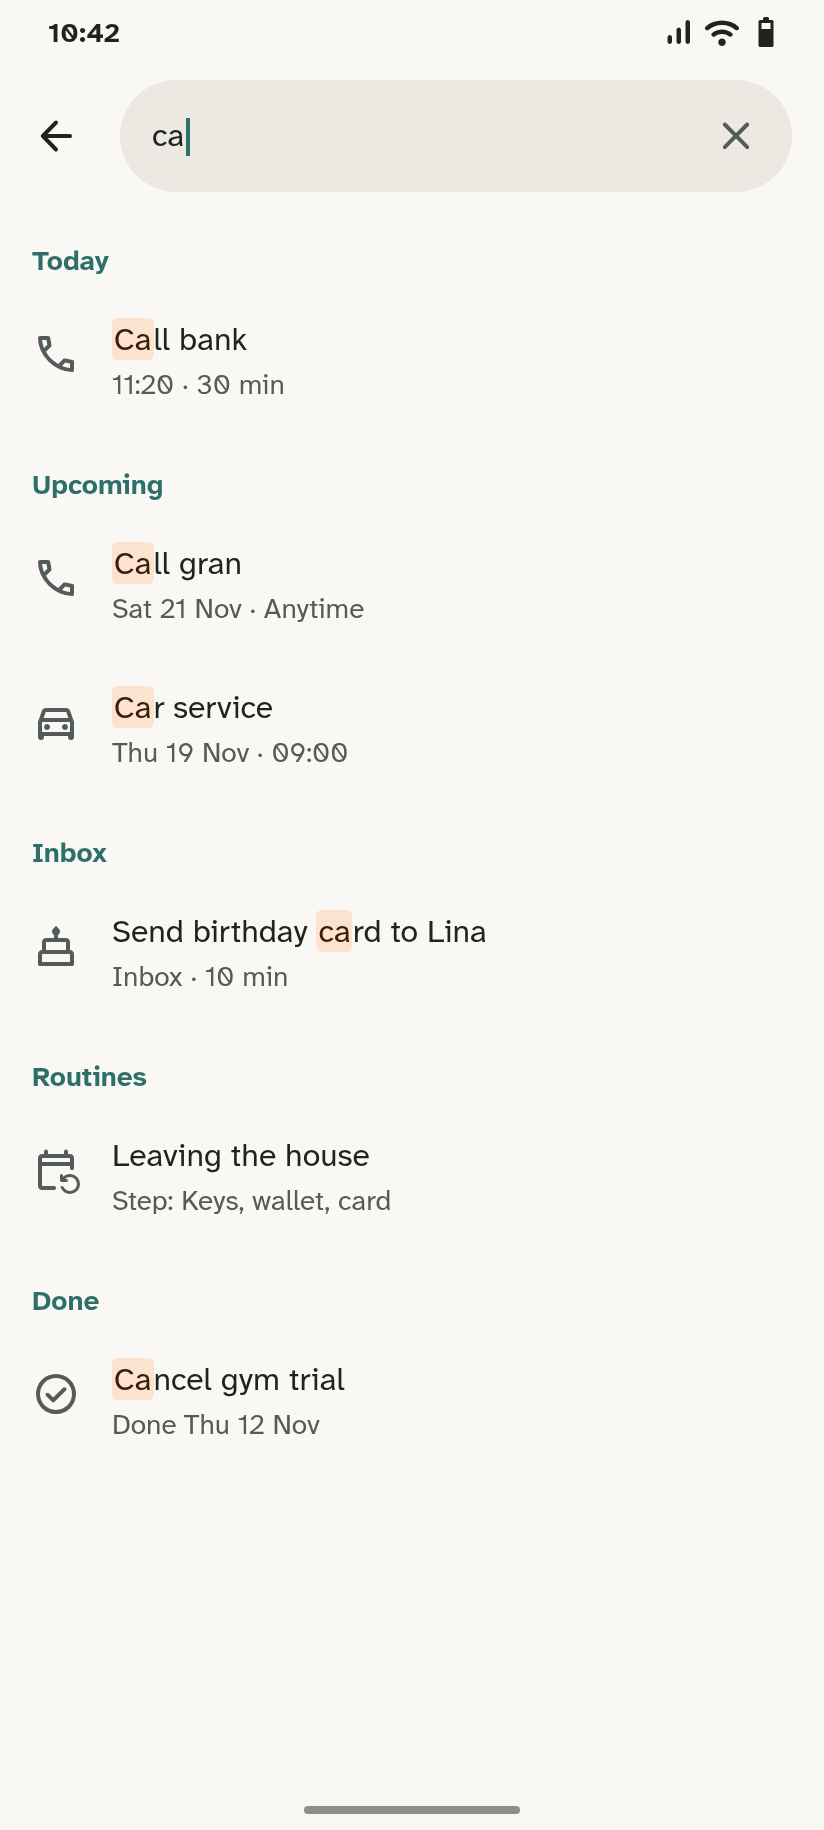 10:42
ca
Today
Call bank
11:20 · 30 min
Upcoming
Call gran
Sat 21 Nov · Anytime
Car service
Thu 19 Nov · 09:00
Inbox
Send birthday card to Lina
Inbox · 10 min
Routines
Leaving the house
Step: Keys, wallet, card
Done
Cancel gym trial
Done Thu 12 Nov